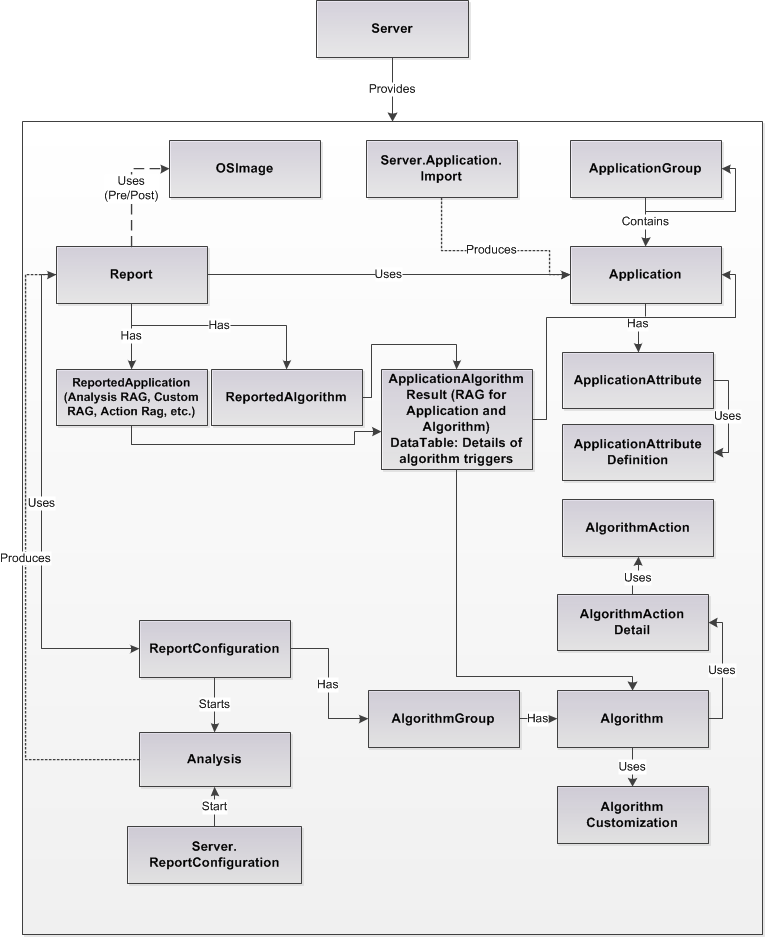 Server
Provides
OSImage
Server.Application.
Import
ApplicationGroup
Uses
(Pre/Post)
Contains
Produces
Report
Uses
Application
Has
Has
Has
ReportedApplication
(Analysis RAG, Custom
RAG, Action Rag, etc.)
ReportedAlgorithm
ApplicationAlgorithm
Result (RAG for
Application and
Algorithm)
DataTable: Details of
algorithm triggers
ApplicationAttribute
Uses
ApplicationAttribute
Definition
Uses
AlgorithmAction
Produces
Uses
AlgorithmAction
Detail
ReportConfiguration
Uses
Has
Starts
AlgorithmGroup
Has
Algorithm
Analysis
Uses
Start
Algorithm
Customization
Server.
ReportConfiguration